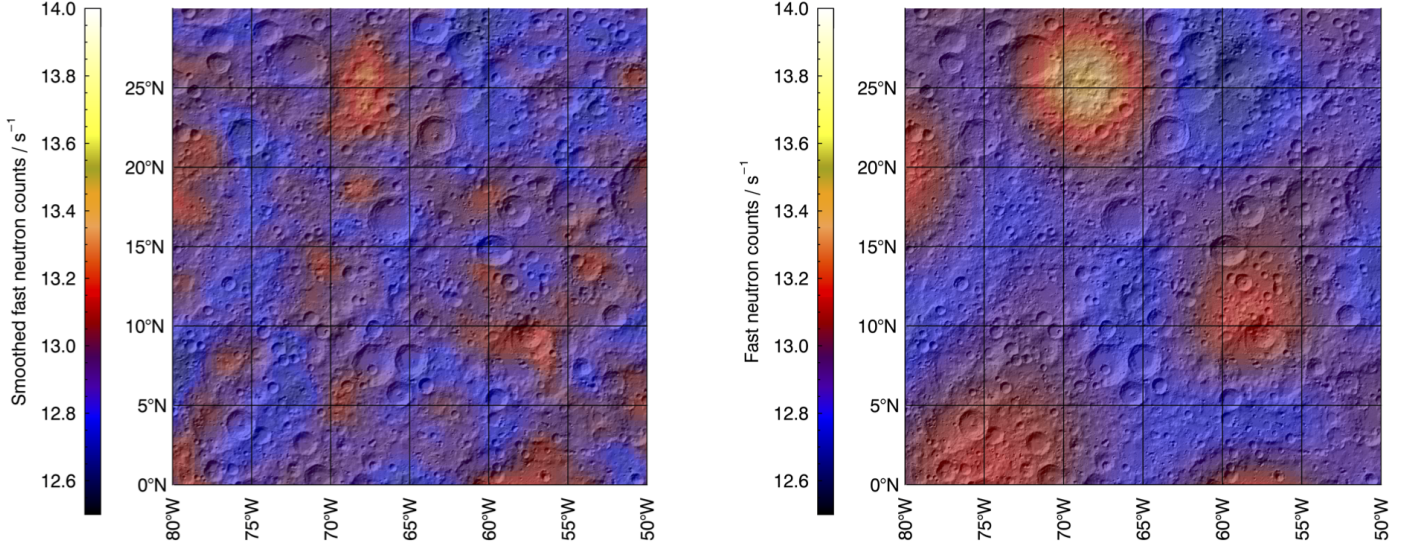 Smoothed fast neutron counts / s⁻¹
14.0
13.8
13.6
13.4
13.2
13.0
12.8
12.6
25°N
20°N
15°N
10°N
5°N
0°N
80°W
75°W
70°W
65°W
60°W
55°W
50°W
Fast neutron counts / s⁻¹
14.0
13.8
13.6
13.4
13.2
13.0
12.8
12.6
25°N
20°N
15°N
10°N
5°N
0°N
80°W
75°W
70°W
65°W
60°W
55°W
50°W